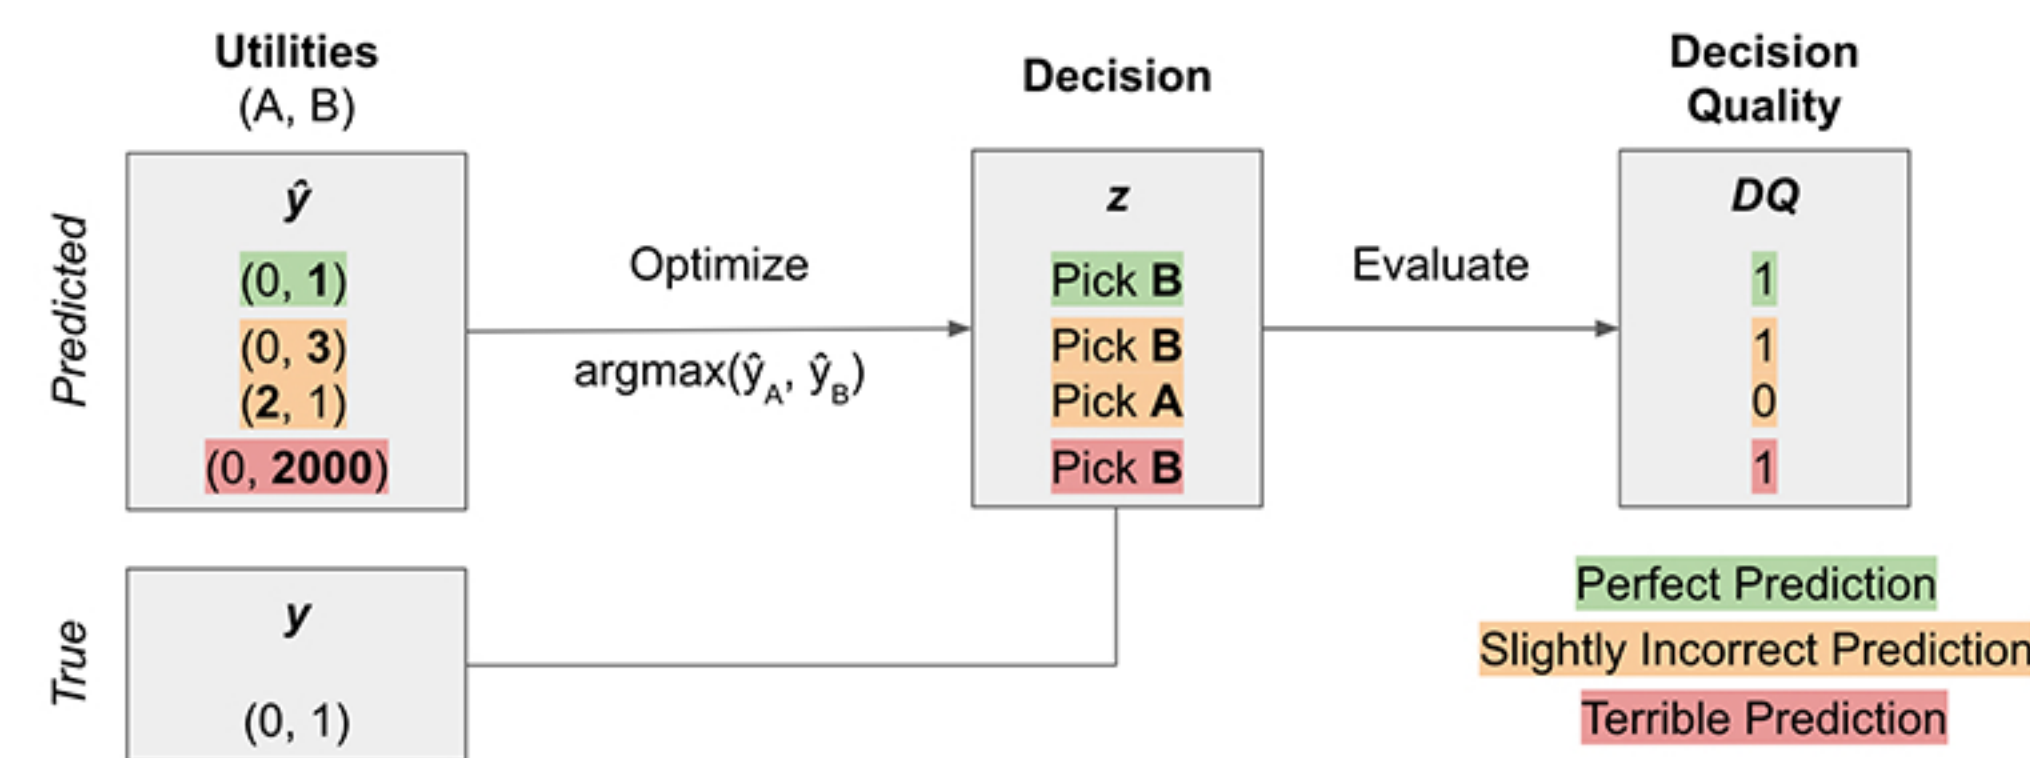 Utilities
(A, B)
Decision
Decision
Quality
Predicted
ŷ
(0, 1)
(0, 3)
(2, 1)
(0, 2000)
Optimize
argmax(ŷA, ŷB)
z
Pick B
Pick B
Pick A
Pick B
Evaluate
DQ
1
1
0
1
True
y
(0, 1)
Perfect Prediction
Slightly Incorrect Prediction
Terrible Prediction